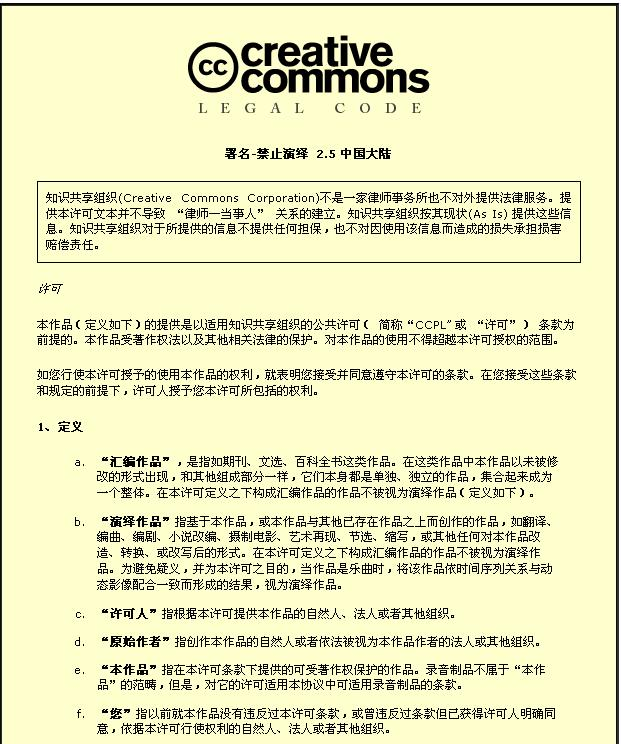 cc creative
commons
LEGAL CODE
署名-禁止演绎 2.5 中国大陆
知识共享组织(Creative Commons Corporation)不是一家律师事务所也不对外提供法律服务。提
供本许可文本并不导致 “律师—当事人” 关系的建立。知识共享组织按其现状(As Is) 提供这些信
息。知识共享组织对于所提供的信息不提供任何担保，也不对因使用该信息而造成的损失承担损害
赔偿责任。
许可
本作品（定义如下）的提供是以适用知识共享组织的公共许可（ 简称“CCPL”或 “许可”） 条款为
前提的。本作品受著作权法以及其他相关法律的保护。对本作品的使用不得超越本许可授权的范围。
如您行使本许可授予的使用本作品的权利，就表明您接受并同意遵守本许可的条款。在您接受这些条款
和规定的前提下，许可人授予您本许可所包括的权利。
1、定义
a. “汇编作品”，是指如期刊、文选、百科全书这类作品。在这类作品中本作品以未被修
改的形式出现，和其他组成部分一样，它们本身都是单独、独立的作品，集合起来成为
一个整体。在本许可定义之下构成汇编作品的作品不被视为演绎作品（定义如下）。
b. “演绎作品”指基于本作品，或本作品与其他已存在作品之上而创作的作品，如翻译、
编曲、编剧、小说改编、摄制电影、艺术再现、节选、缩写，或其他任何对本作品改
造、转换、或改写后的形式。在本许可定义之下构成汇编作品的作品不被视为演绎作
品。为避免疑义，并为本许可之目的，当作品是乐曲时，将该作品依时间序列关系与动
态影像配合一致而形成的结果，视为演绎作品。
c. “许可人”指根据本许可提供本作品的自然人、法人或者其他组织。
d. “原始作者”指创作本作品的自然人或者依法被视为本作品作者的法人或其他组织。
e. “本作品”指在本许可条款下提供的可受著作权保护的作品。录音制品不属于“本作
品”的范畴，但是，对它的许可适用本协议中可适用录音制品的条款。
f. “您”指以前就本作品没有违反过本许可条款，或曾违反过条款但已获得许可人明确同
意，依据本许可行使权利的自然人、法人或者其他组织。